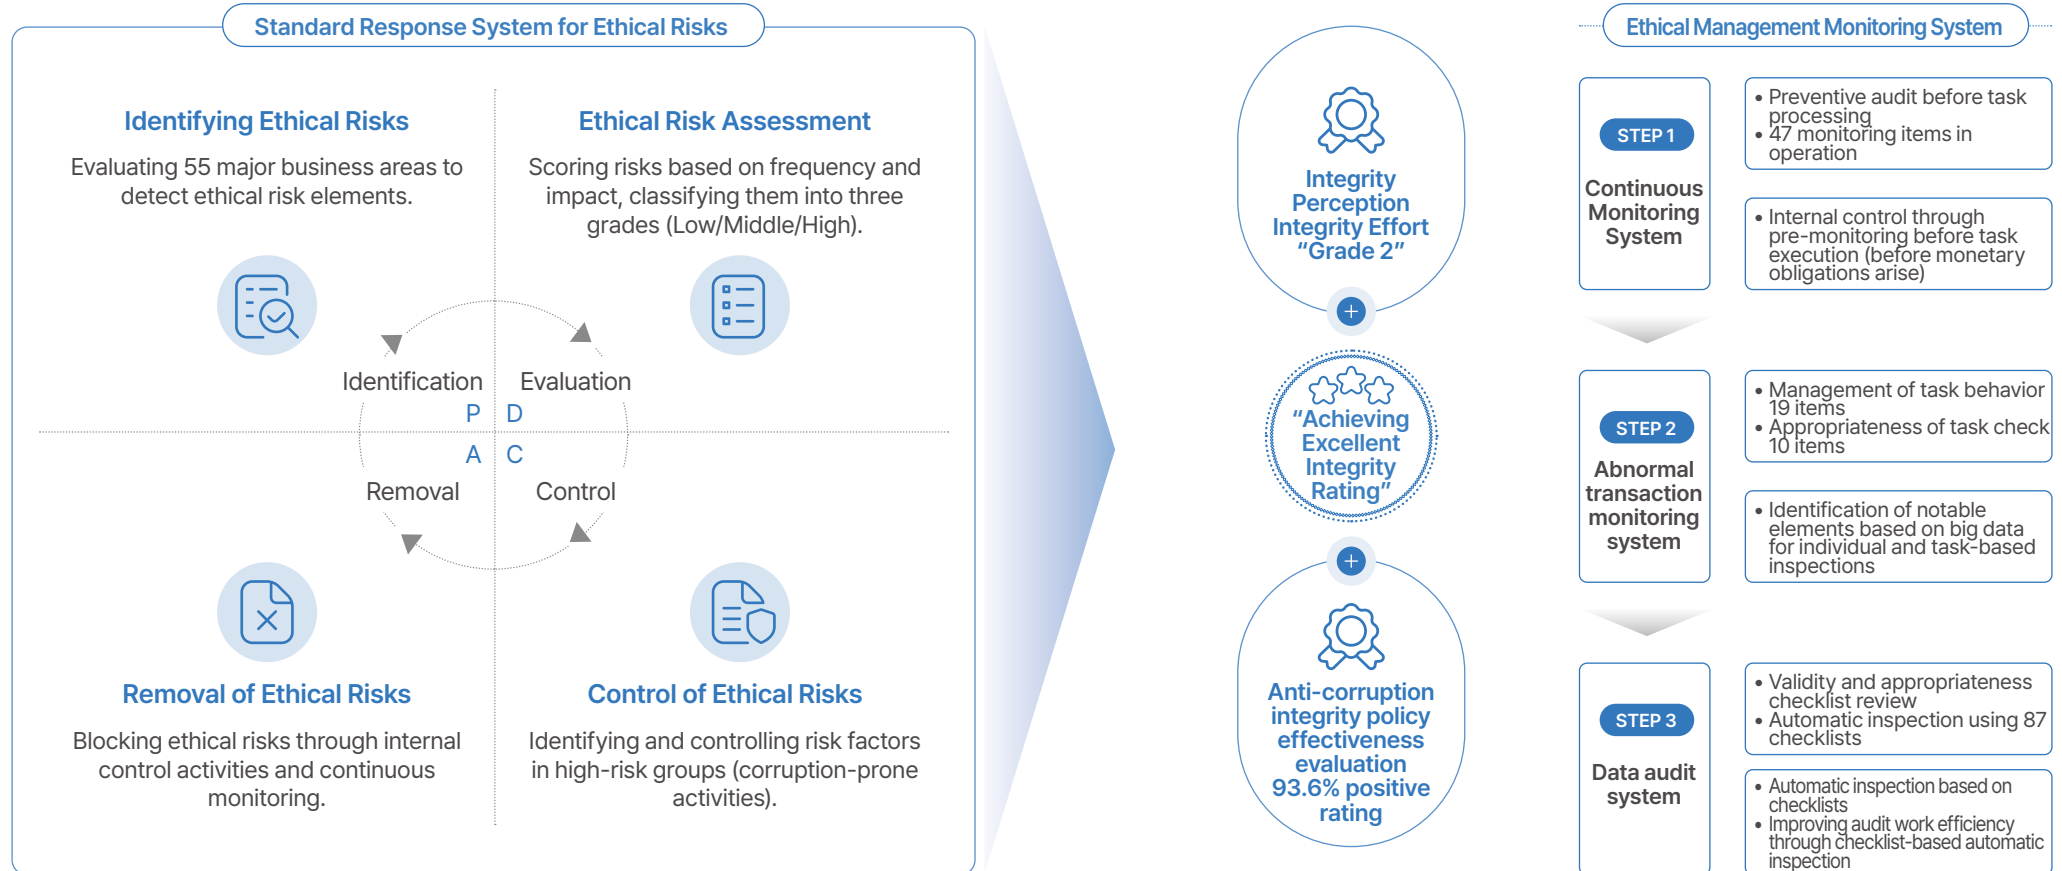 Standard Response System for Ethical Risks
Identifying Ethical Risks
Evaluating 55 major business areas to
detect ethical risk elements.
Ethical Risk Assessment
Scoring risks based on frequency and
impact, classifying them into three
grades (Low/Middle/High).
Identification
Evaluation
P
D
A
C
Removal
Control
Removal of Ethical Risks
Blocking ethical risks through internal
control activities and continuous
monitoring.
Control of Ethical Risks
Identifying and controlling risk factors
in high-risk groups (corruption-prone
activities).
Integrity
Perception
Integrity Effort
“Grade 2”
“Achieving
Excellent
Integrity
Rating”
Anti-corruption
integrity policy
effectiveness
evaluation
93.6% positive
rating
Ethical Management Monitoring System
STEP 1
Continuous
Monitoring
System
• Preventive audit before task
processing
• 47 monitoring items in
operation
• Internal control through
pre-monitoring before task
execution (before monetary
obligations arise)
STEP 2
Abnormal
transaction
monitoring
system
• Management of task behavior
19 items
• Appropriateness of task check
10 items
• Identification of notable
elements based on big data
for individual and task-based
inspections
STEP 3
Data audit
system
• Validity and appropriateness
checklist review
• Automatic inspection using 87
checklists
• Automatic inspection based on
checklists
• Improving audit work efficiency
through checklist-based automatic
inspection